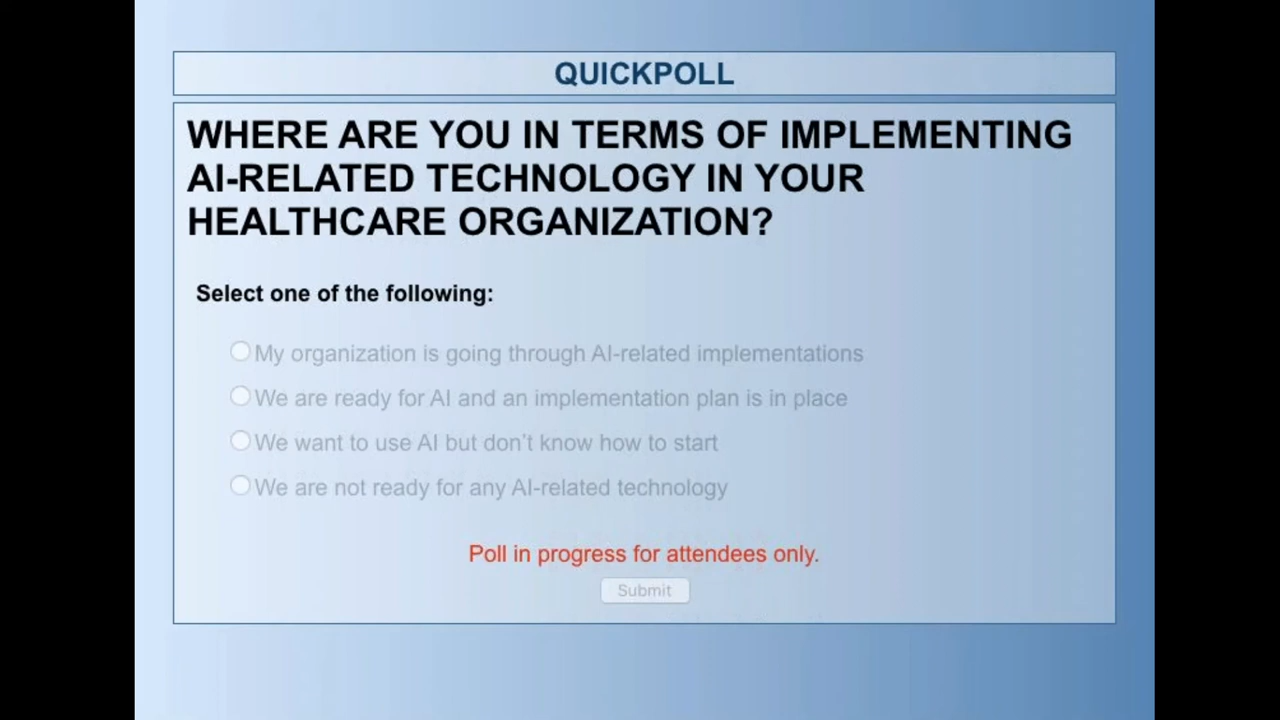 QUICKPOLL
WHERE ARE YOU IN TERMS OF IMPLEMENTING
AI-RELATED TECHNOLOGY IN YOUR
HEALTHCARE ORGANIZATION?
Select one of the following:
My organization is going through AI-related implementations
We are ready for AI and an implementation plan is in place
We want to use AI but don't know how to start
We are not ready for any AI-related technology
Poll in progress for attendees only.
Submit